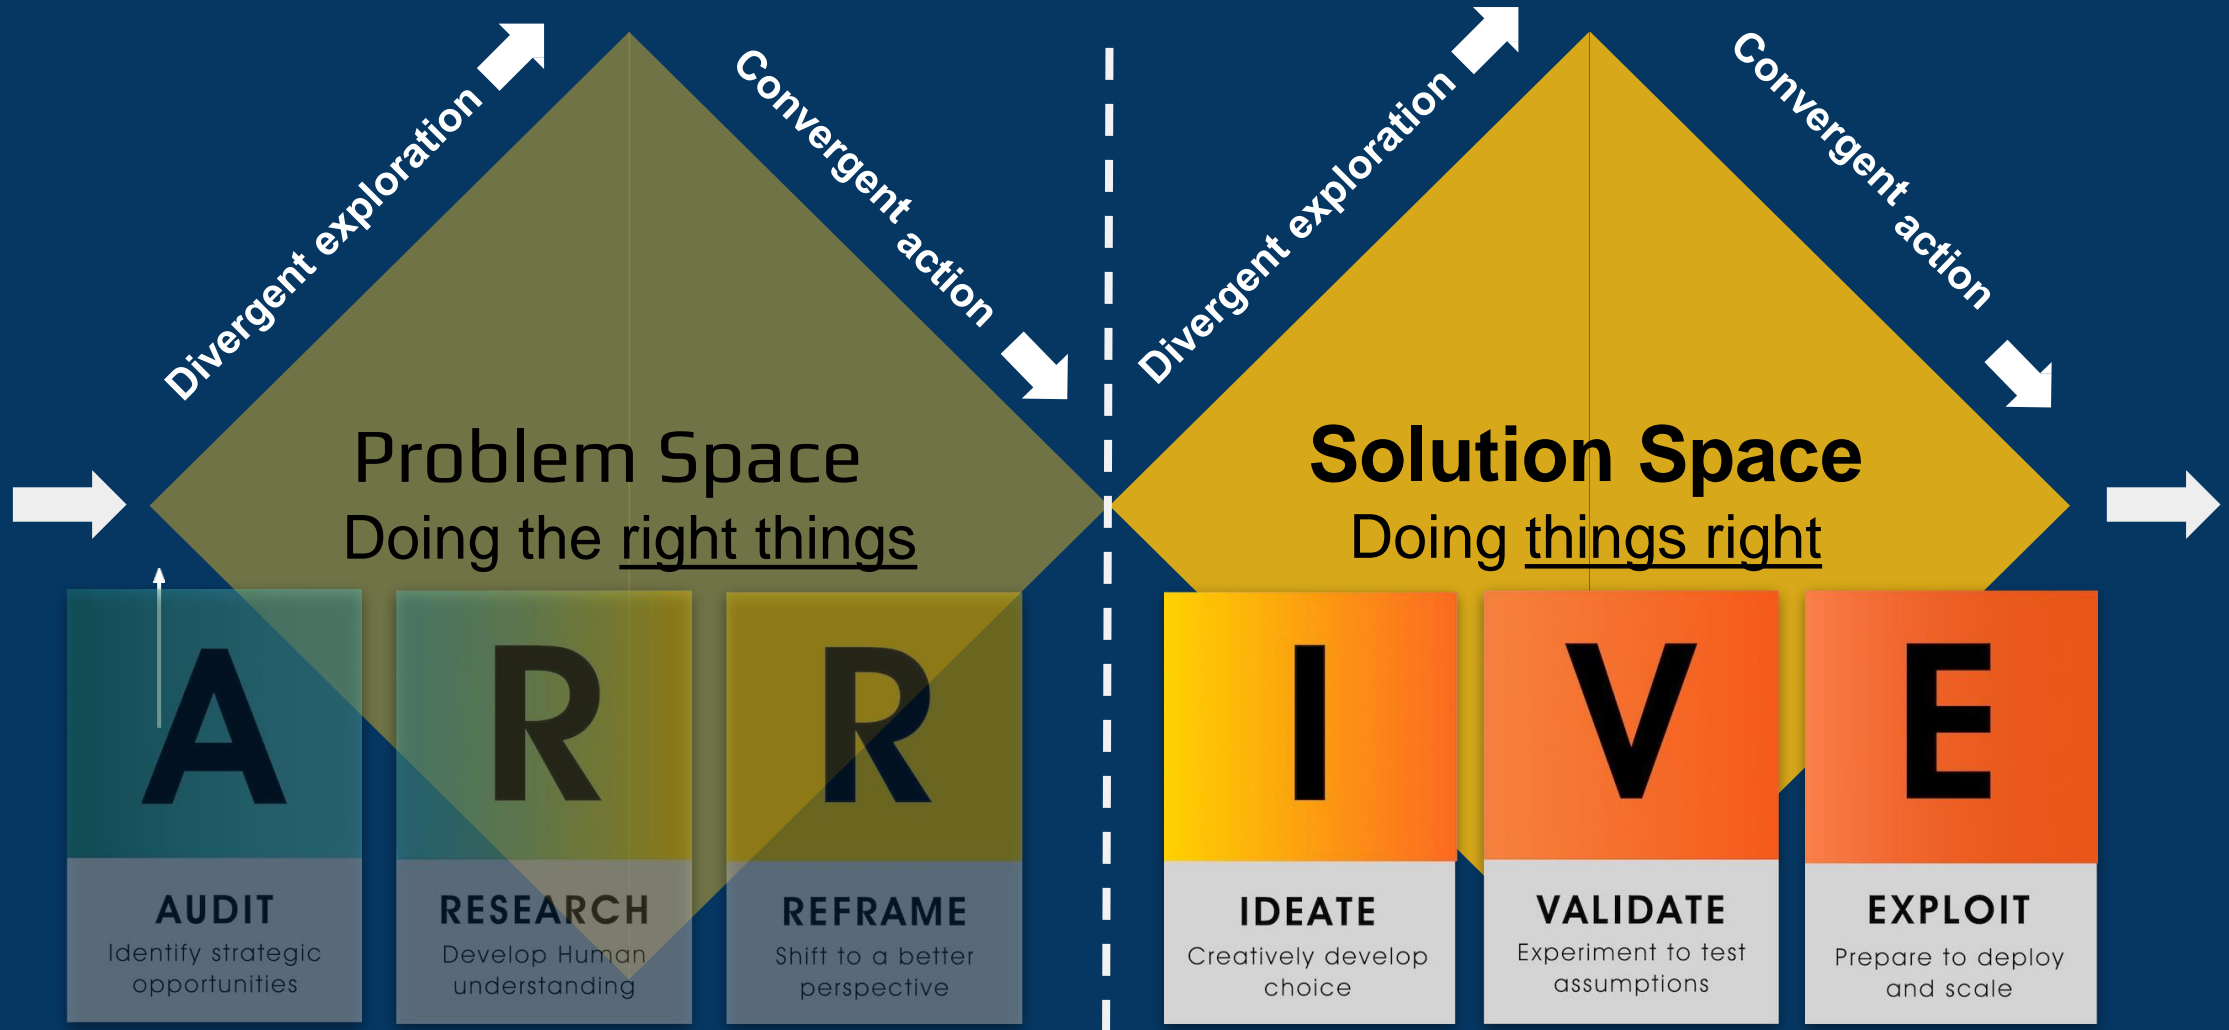 Divergent exploration
Convergent action
Problem Space
Doing the right things
A
AUDIT
Identify strategic
opportunities
R
RESEARCH
Develop Human
understanding
R
REFRAME
Shift to a better
perspective
Divergent exploration
Convergent action
Solution Space
Doing things right
I
IDEATE
Creatively develop
choice
V
VALIDATE
Experiment to test
assumptions
E
EXPLOIT
Prepare to deploy
and scale